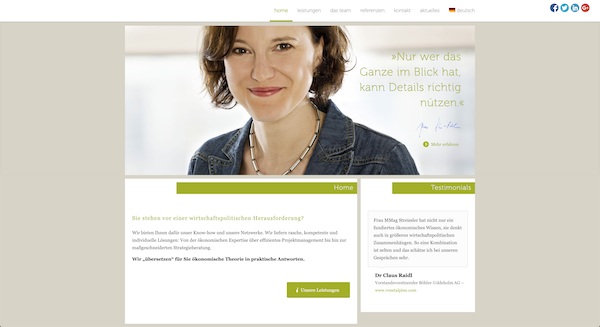 home leistungen das team referenzen kontakt aktuelles deutsch
»Nur wer das
Ganze im Blick hat,
kann Details richtig
nützen.«
Mehr erfahren
Home
Sie stehen vor einer wirtschaftspolitischen Herausforderung?
Wir bieten Ihnen dafür unser Know-how und unsere Netzwerke. Wir liefern rasche, kompetente und
individuelle Lösungen: Von der ökonomischen Expertise über effizientes Projektmanagement bis hin zur
maßgeschneiderten Strategieberatung.
Wir „übersetzen“ für Sie ökonomische Theorie in praktische Antworten.
Unsere Leistungen
Testimonials
Frau MMag hat nicht nur ein
fundiertes ökonomisches Wissen, sie denkt
auch in größeren wirtschaftspolitischen
Zusammenhängen. So eine Kombination
ist selten und das schätze ich bei unseren
Gesprächen sehr.
Dr Claus Raidl
Vorstandsvorsitzender Böhler-Uddeholm AG –
www.voestalpine.com